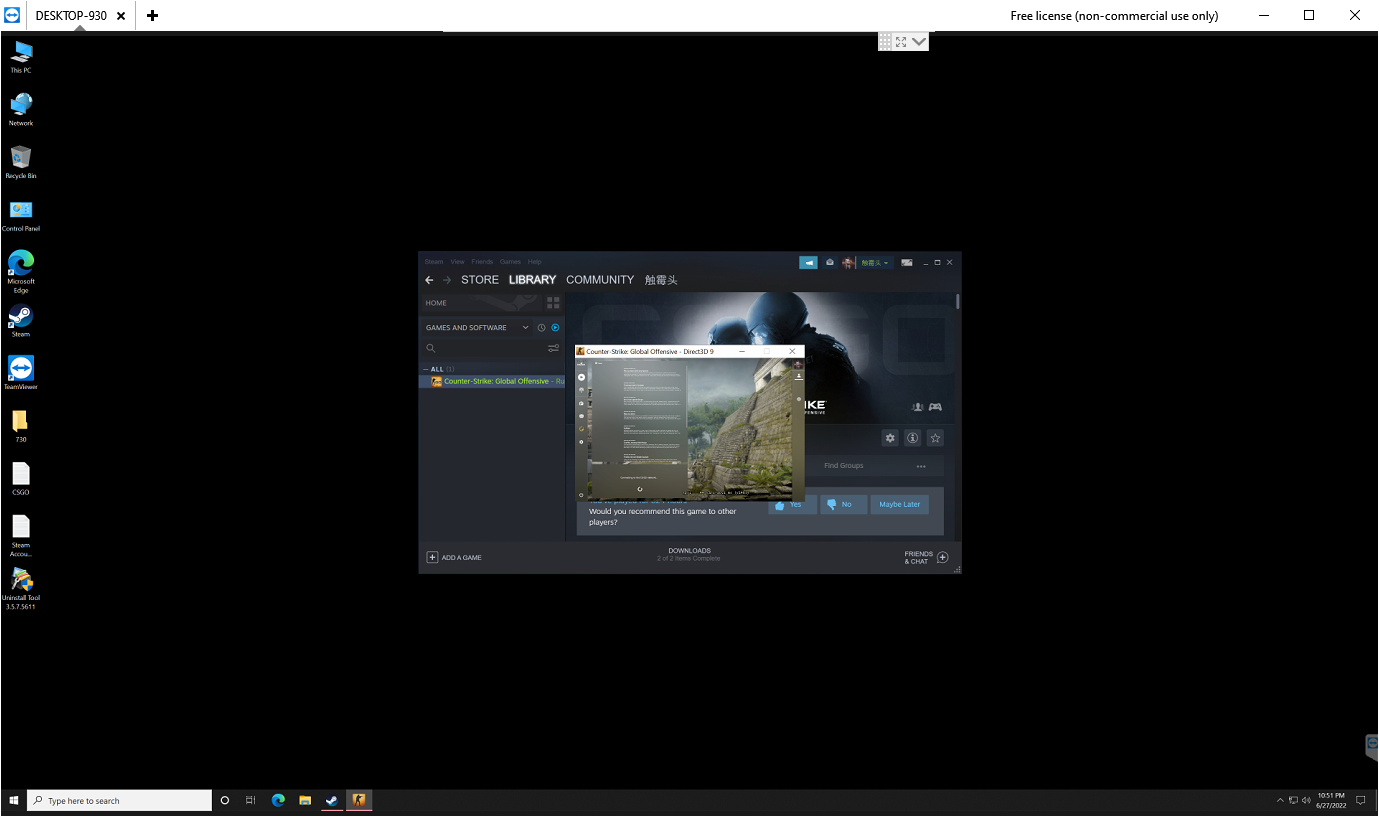 DESKTOP-930
Free license (non-commercial use only)
This PC
Network
Recycle Bin
Control Panel
Microsoft
Edge
Steam
TeamViewer
730
CSGO
Steam
Accou...
Uninstall Tool
3.5.7.5611
Steam View Friends Games Help
触霉头
STORE LIBRARY COMMUNITY 触霉头
HOME
GAMES AND SOFTWARE
ALL (1)
Counter-Strike: Global Offensive - Ru
Counter-Strike: Global Offensive - Direct3D 9
IKE
Find Groups
Would you recommend this game to other
players?
Yes
No
Maybe Later
ADD A GAME
DOWNLOADS
2 of 2 Items Complete
FRIENDS
& CHAT
Type here to search
10:51 PM
6/27/2022